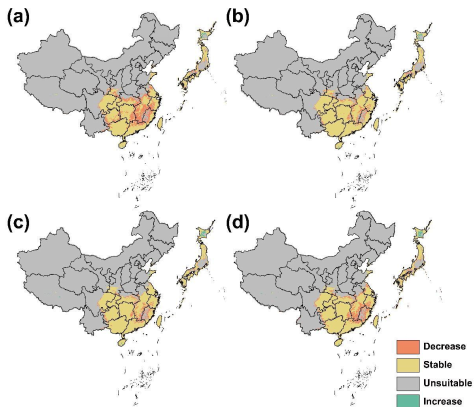 (a)
(b)
(c)
(d)
Decrease
Stable
Unsuitable
Increase